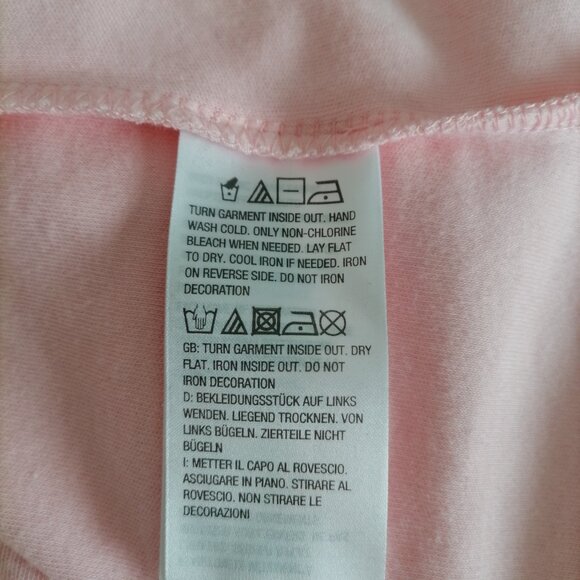 TURN GARMENT INSIDE OUT. HAND
WASH COLD. ONLY NON-CHLORINE
BLEACH WHEN NEEDED. LAY FLAT
TO DRY. COOL IRON IF NEEDED. IRON
ON REVERSE SIDE. DO NOT IRON
DECORATION
GB: TURN GARMENT INSIDE OUT. DRY
FLAT. IRON INSIDE OUT. DO NOT
IRON DECORATION
D: BEKLEIDUNGSSTÜCK AUF LINKS
WENDEN. LIEGEND TROCKNEN. VON
LINKS BÜGELN. ZIERTEILE NICHT
BÜGELN
I: METTER IL CAPO AL ROVESCIO.
ASCIUGARE IN PIANO. STIRARE AL
ROVESCIO. NON STIRARE LE
DECORAZIONI